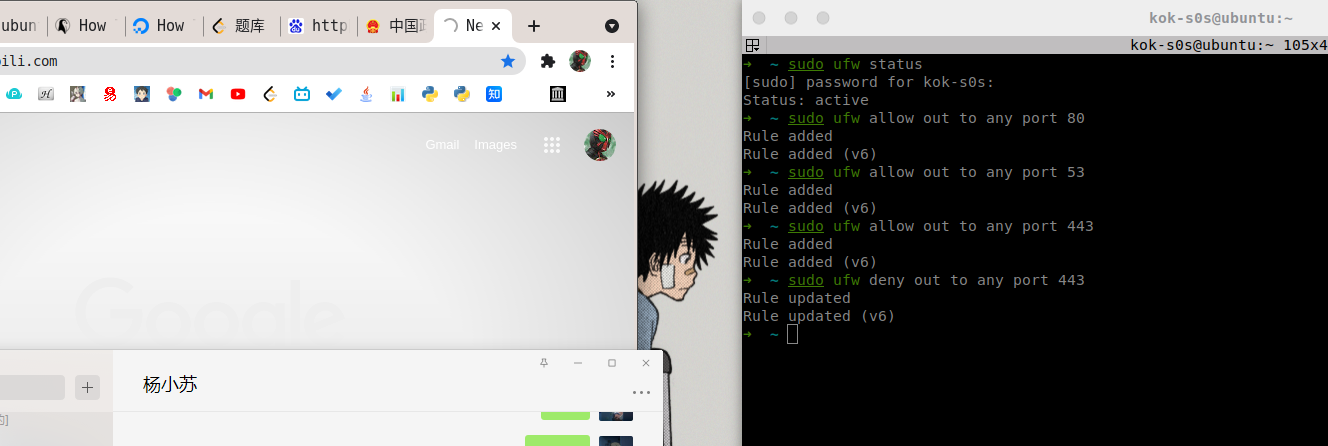 ubun
How
How
题库
http
中国政
Ne
ili.com
知
Gmail
Images
Google
杨小苏
的]
kok-s0s@ubuntu:~
kok-s0s@ubuntu:~ 105x4
➜ ~ sudo ufw status
[sudo] password for kok-s0s:
Status: active
➜ ~ sudo ufw allow out to any port 80
Rule added
Rule added (v6)
➜ ~ sudo ufw allow out to any port 53
Rule added
Rule added (v6)
➜ ~ sudo ufw allow out to any port 443
Rule added
Rule added (v6)
➜ ~ sudo ufw deny out to any port 443
Rule updated
Rule updated (v6)
➜ ~